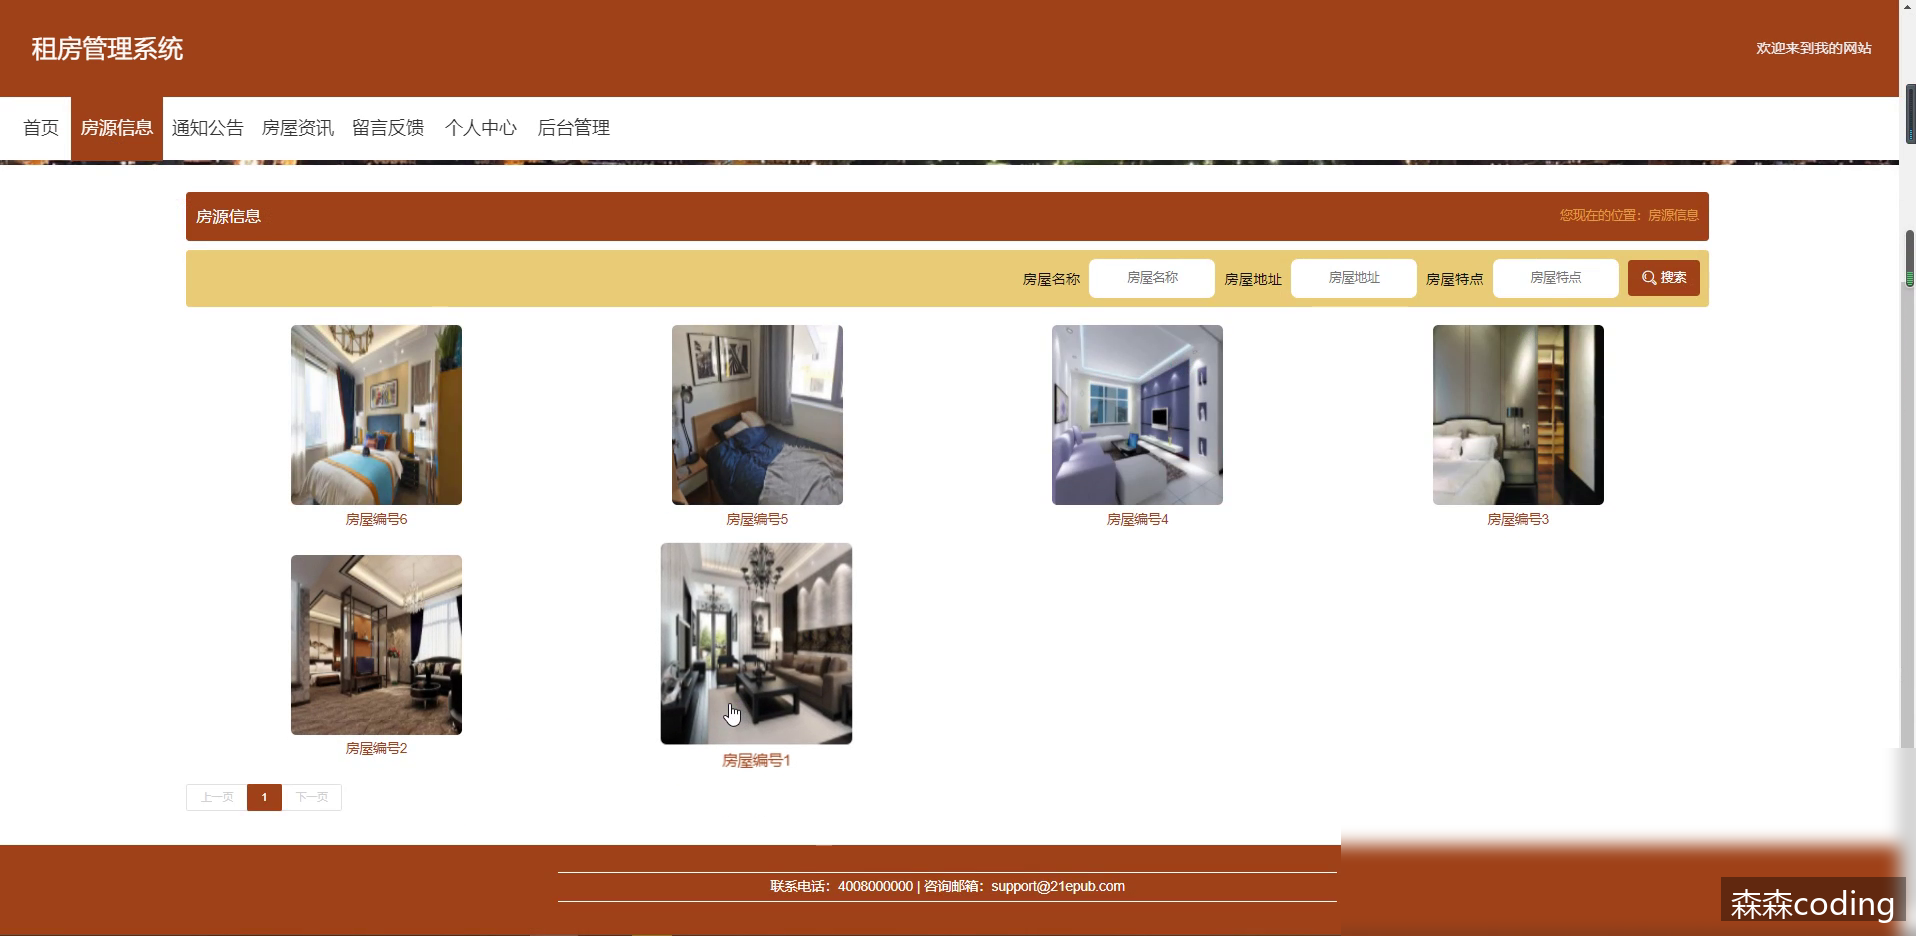 租房管理系统
欢迎来到我的网站
首页 房源信息 通知公告 房屋资讯 留言反馈 个人中心 后台管理
房源信息
您现在的位置：房源信息
房屋名称 房屋名称 房屋地址 房屋地址 房屋特点 房屋特点 搜索
房屋编号6 房屋编号5 房屋编号4 房屋编号3
房屋编号2 房屋编号1
上一页 1 下一页
联系电话：4008000000 | 咨询邮箱：support@21epub.com
森森coding